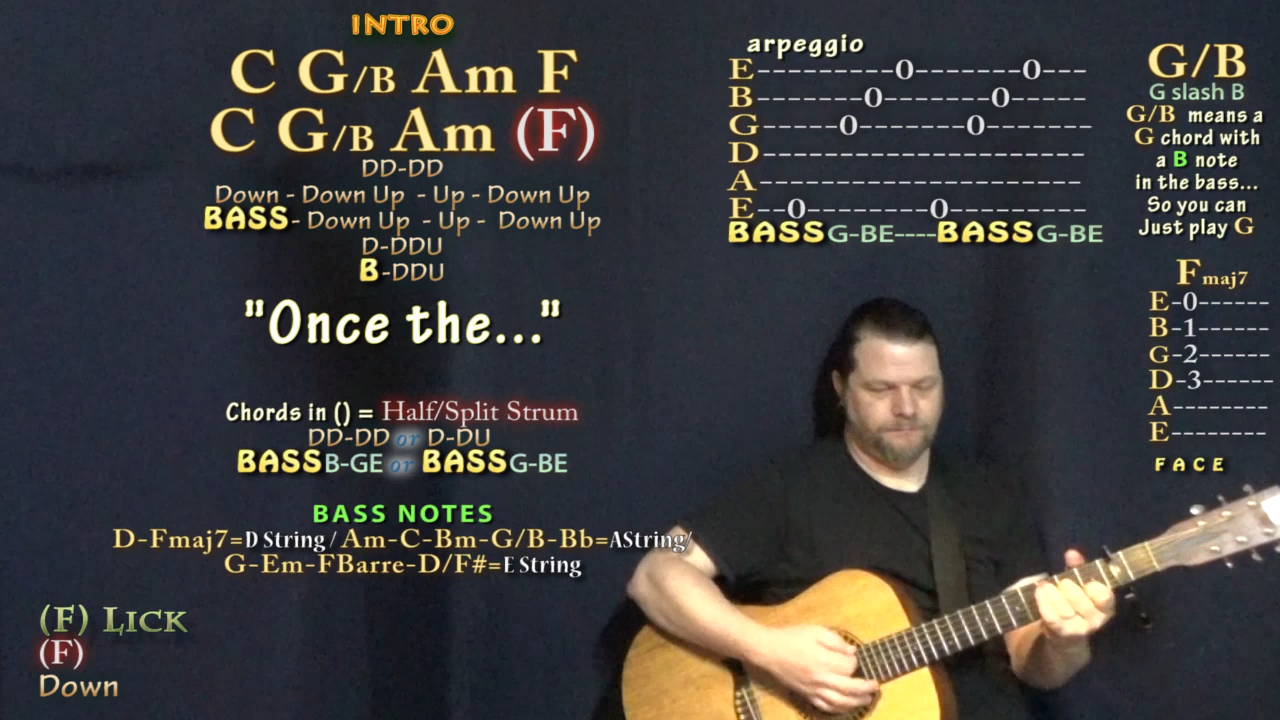 INTRO
C G/B Am F
C G/B Am (F)
DD-DD
Down - Down Up - Up - Down Up
BASS - Down Up - Up - Down Up
D-DDU
B-DDU
"Once the..."
Chords in () = Half/Split Strum
DD-DD or D-DU
BASSB-GE or BASSG-BE
BASS NOTES
D-Fmaj7=D String / Am-C-Bm-G/B-Bb=AString/
G-Em-FBarre-D/F#=E String
(F) LICK
(F)
Down
arpeggio
E---------0-------0---
B-------0-------0-----
G-----0-------0-------
D---------------------
A---------------------
E--0--------0---------
BASSG-BE----BASSG-BE
G/B
G slash B
G/B means a
G chord with
a B note
in the bass...
So you can
Just play G
Fmaj7
E-0------
B-1------
G-2------
D-3------
A--------
E--------
FACE